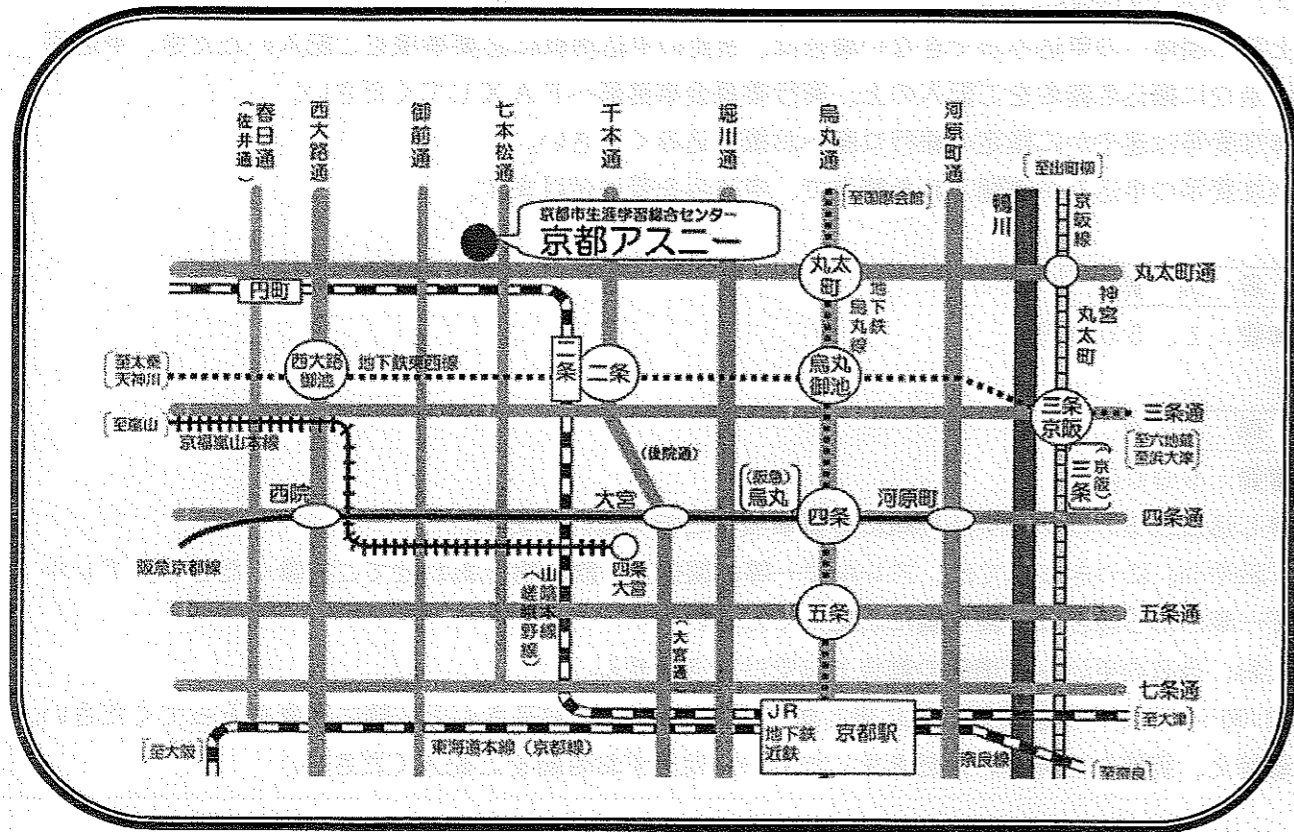 春日通
（佐井通）
西大路通
御前通
七本松通
千本通
堀川通
烏丸通
河原町通
［至国際会館］
鴨川
［至出町柳］
京阪線
京都市生涯学習総合センター
京都アスニー
丸太町
地下鉄
烏丸線
丸太町通
神宮
丸太町
円町
［至太秦
天神川］
西大路
御池
地下鉄東西線
二条
二条
烏丸
御池
三条
京阪
三条通
［至嵐山］
京福嵐山本線
（後院通）
［至六地蔵
至浜大津］
（京阪）
三条
西院
大宮
（阪急）
烏丸
四条
河原町
四条通
阪急京都線
四条
大宮
山陰本線
（嵯峨野線）
（大宮通）
五条
五条通
七条通
JR
地下鉄
近鉄
京都駅
［至大津］
［至大阪］
東海道本線（京都線）
奈良線
［至奈良］